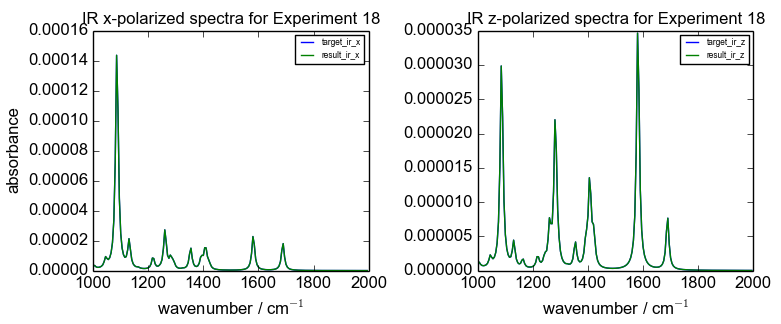 IR x-polarized spectra for Experiment 18
0.00016
0.00014
0.00012
0.00010
0.00008
0.00006
0.00004
0.00002
0.00000
absorbance
1000 1200 1400 1600 1800 2000
wavenumber / cm⁻¹
target_ir_x
result_ir_x
IR z-polarized spectra for Experiment 18
0.000035
0.000030
0.000025
0.000020
0.000015
0.000010
0.000005
0.000000
1000 1200 1400 1600 1800 2000
wavenumber / cm⁻¹
target_ir_z
result_ir_z